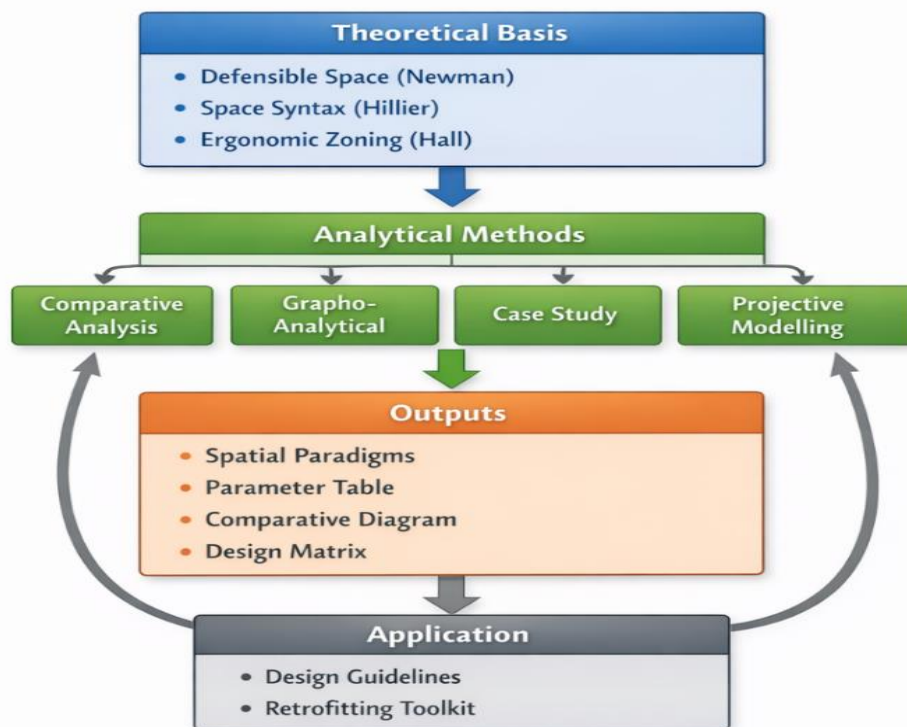 Theoretical Basis
• Defensible Space (Newman)
• Space Syntax (Hillier)
• Ergonomic Zoning (Hall)
Analytical Methods
Comparative
Analysis
Grapho-
Analytical
Case Study
Projective
Modelling
Outputs
• Spatial Paradigms
• Parameter Table
• Comparative Diagram
• Design Matrix
Application
• Design Guidelines
• Retrofitting Toolkit